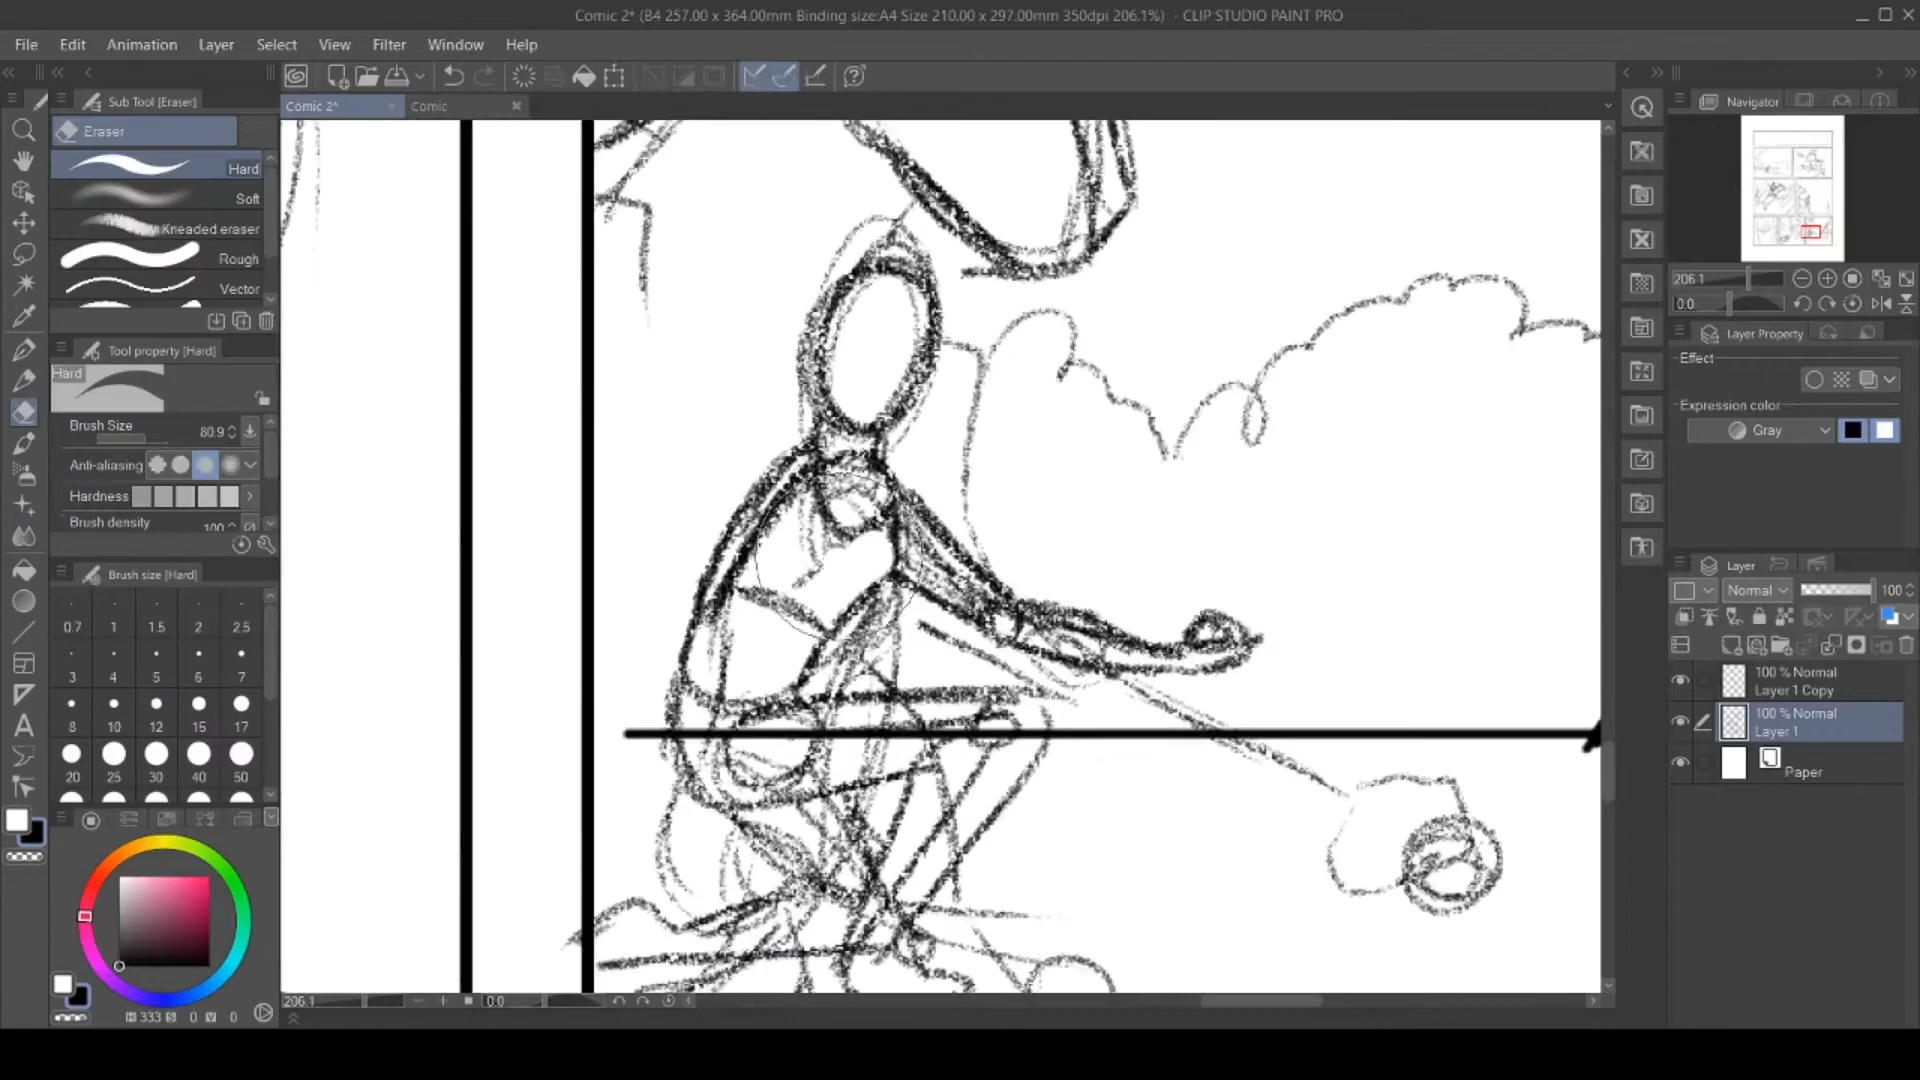 Comic 2* (B4 257.00 x 364.00mm Binding size:A4 Size 210.00 x 297.00mm 350dpi 206.1%) - CLIP STUDIO PAINT PRO
File Edit Animation Layer Select View Filter Window Help
Sub Tool [Eraser]
Eraser
Hard
Soft
Kneaded eraser
Rough
Vector
Tool property [Hard]
Hard
Brush Size 80.9
Anti-aliasing
Hardness
Brush density 100
Brush size [Hard]
0.7 1 1.5 2 2.5
3 4 5 6 7
8 10 12 15 17
20 25 30 40 50
H 333 S 0 V 0
Comic 2* Comic
206.1 0.0
Navigator
206.1
0.0
Layer Property
Effect
Expression color
Gray
Layer
Normal 100
100 % Normal
Layer 1 Copy
100 % Normal
Layer 1
Paper